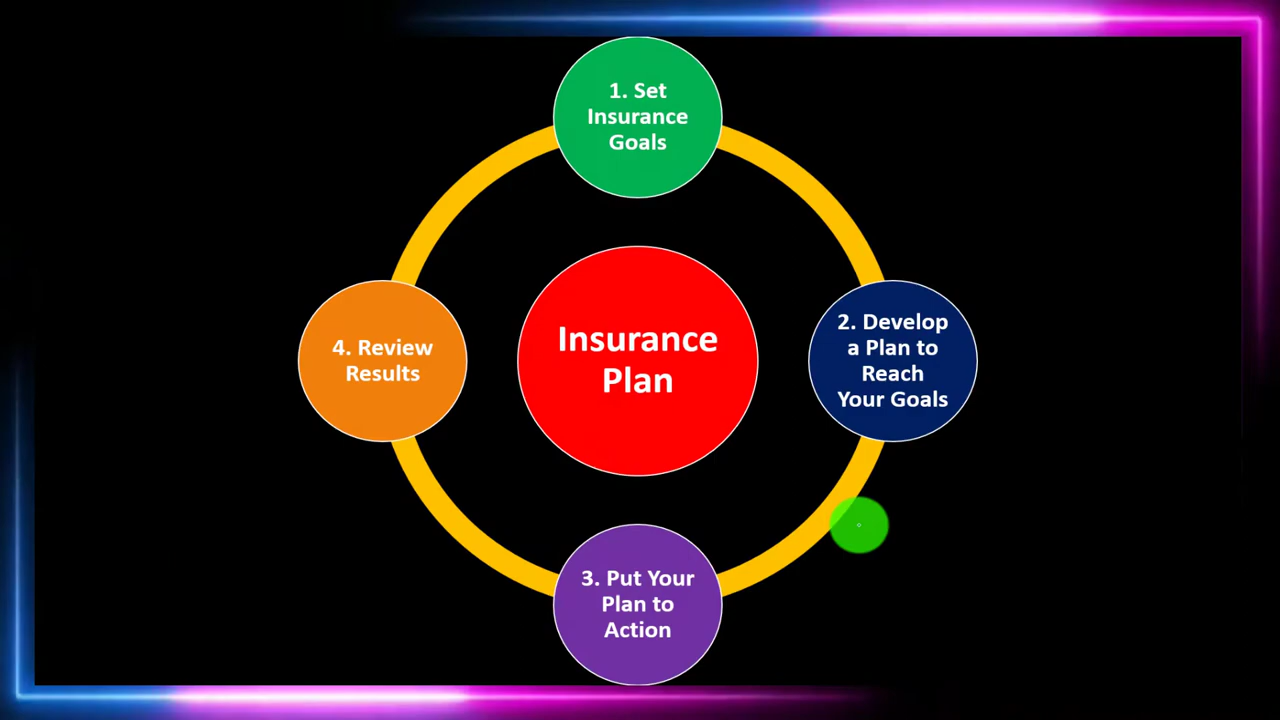 1. Set
Insurance
Goals
2. Develop
a Plan to
Reach
Your Goals
Insurance
Plan
4. Review
Results
3. Put Your
Plan to
Action